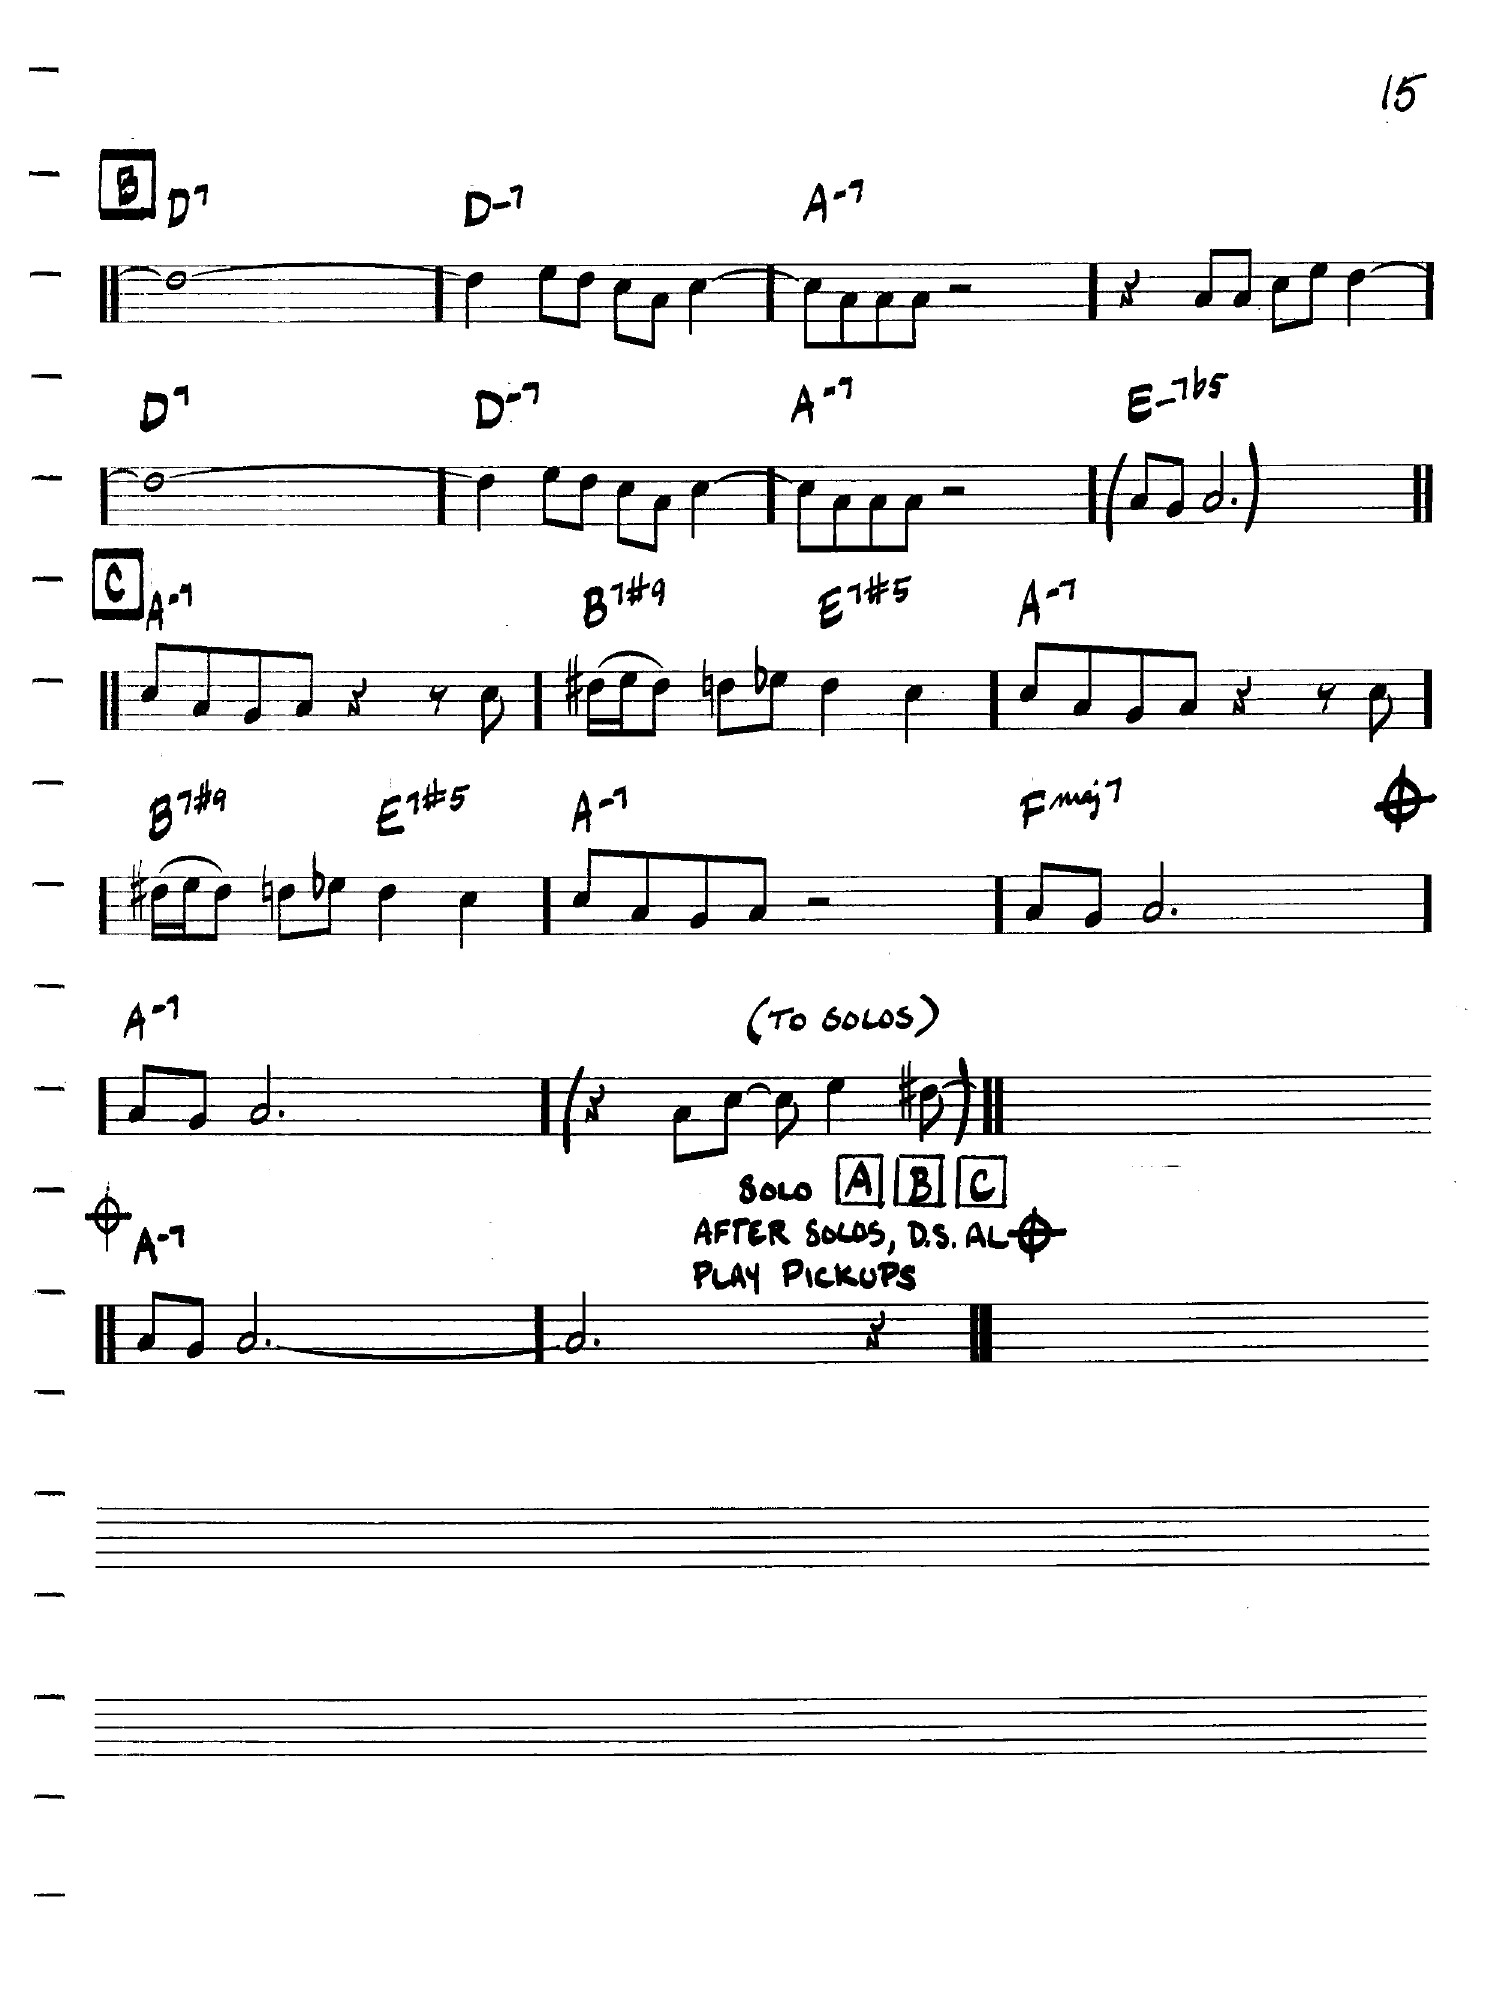 15
B D7 D-7 A-7
D7 D-7 A-7 E-7b5
C A-7 B7#9 E7#5 A-7
B7#9 E7#5 A-7 Fmaj7
A-7 (TO SOLOS)
SOLO A B C
A-7 AFTER SOLOS, D.S. AL
PLAY PICKUPS